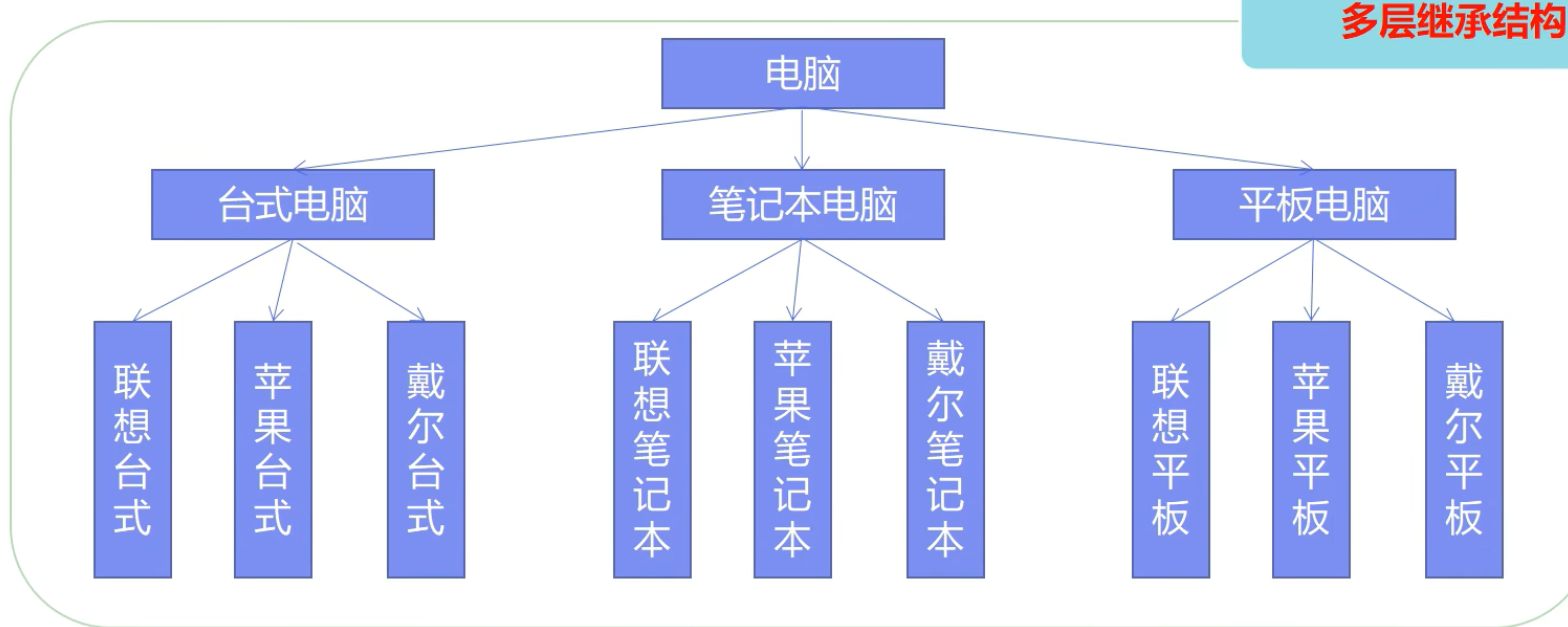 多层继承结构
电脑
台式电脑
笔记本电脑
平板电脑
联想台式
苹果台式
戴尔台式
联想笔记本
苹果笔记本
戴尔笔记本
联想平板
苹果平板
戴尔平板